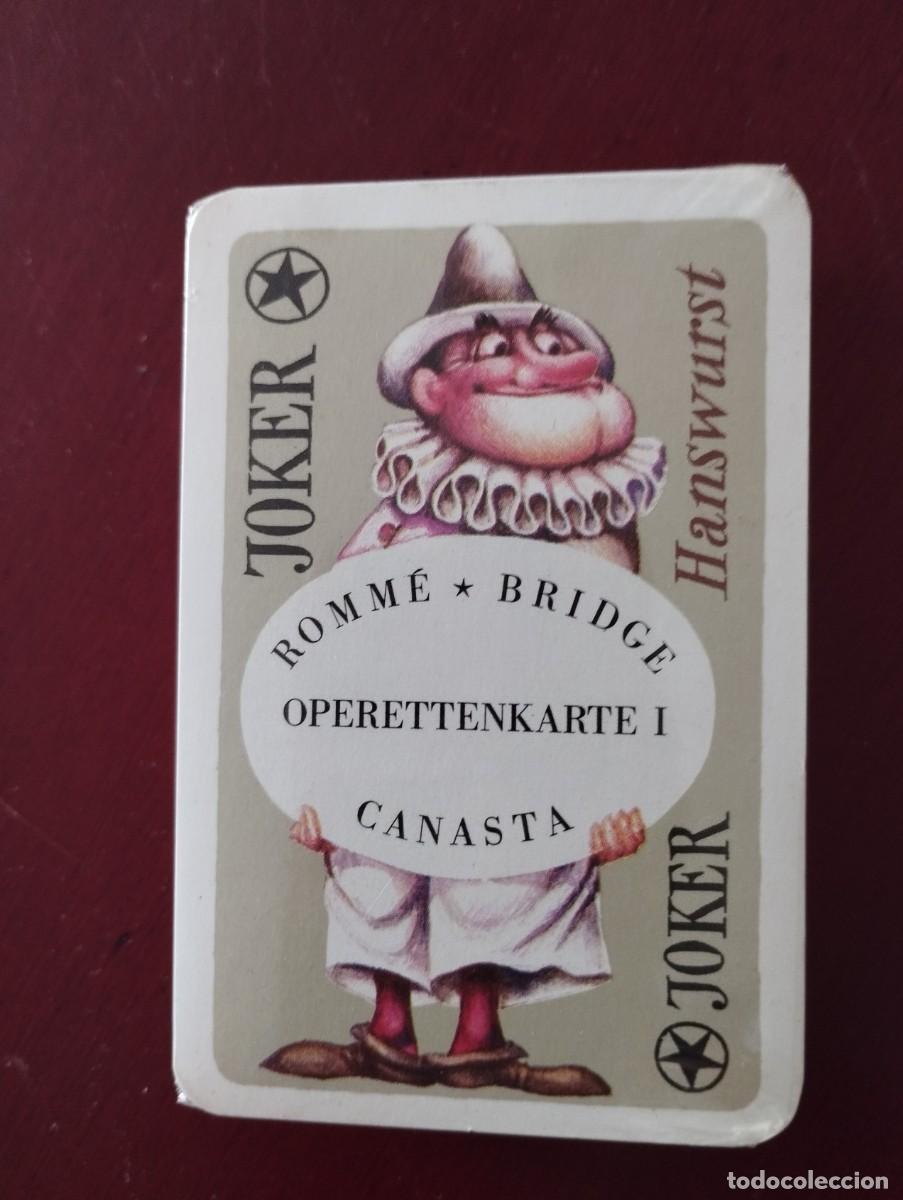 JOKER
Hanswurst
ROMMÉ ★ BRIDGE
OPERETTENKARTE I
CANASTA
JOKER
todocoleccion